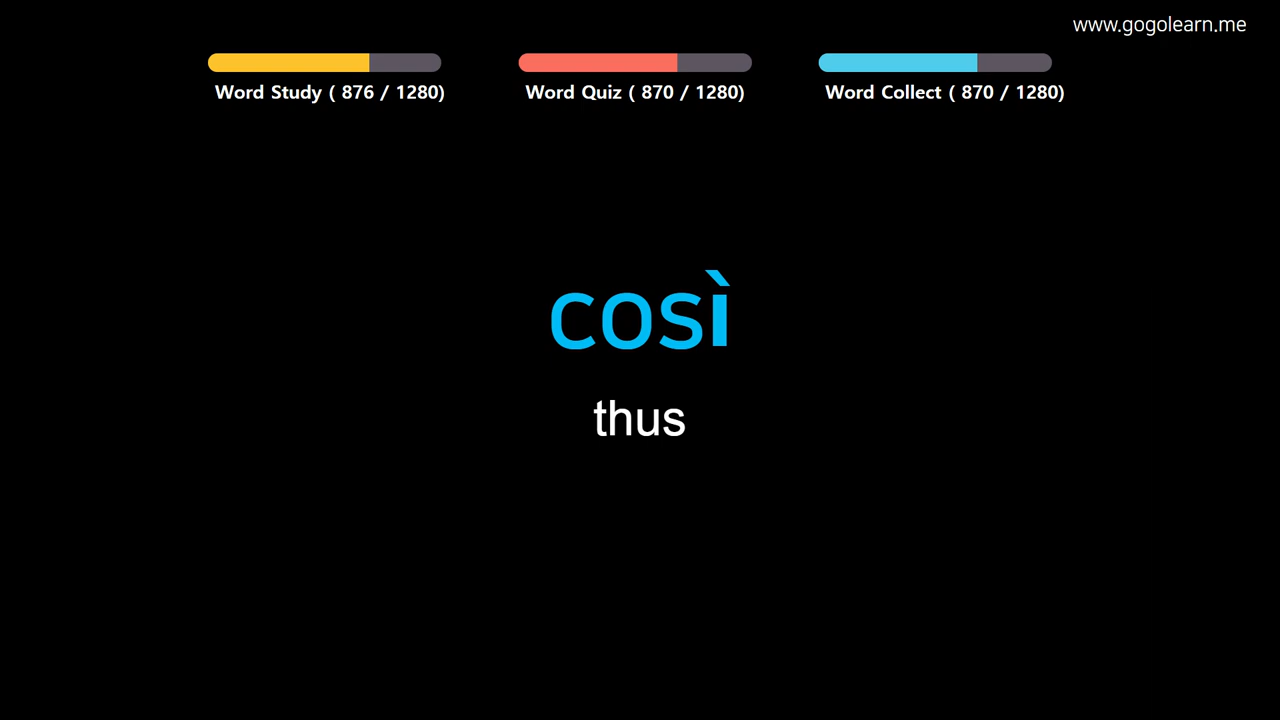 www.gogolearn.me
Word Study ( 876 / 1280)
Word Quiz ( 870 / 1280)
Word Collect ( 870 / 1280)
così
thus